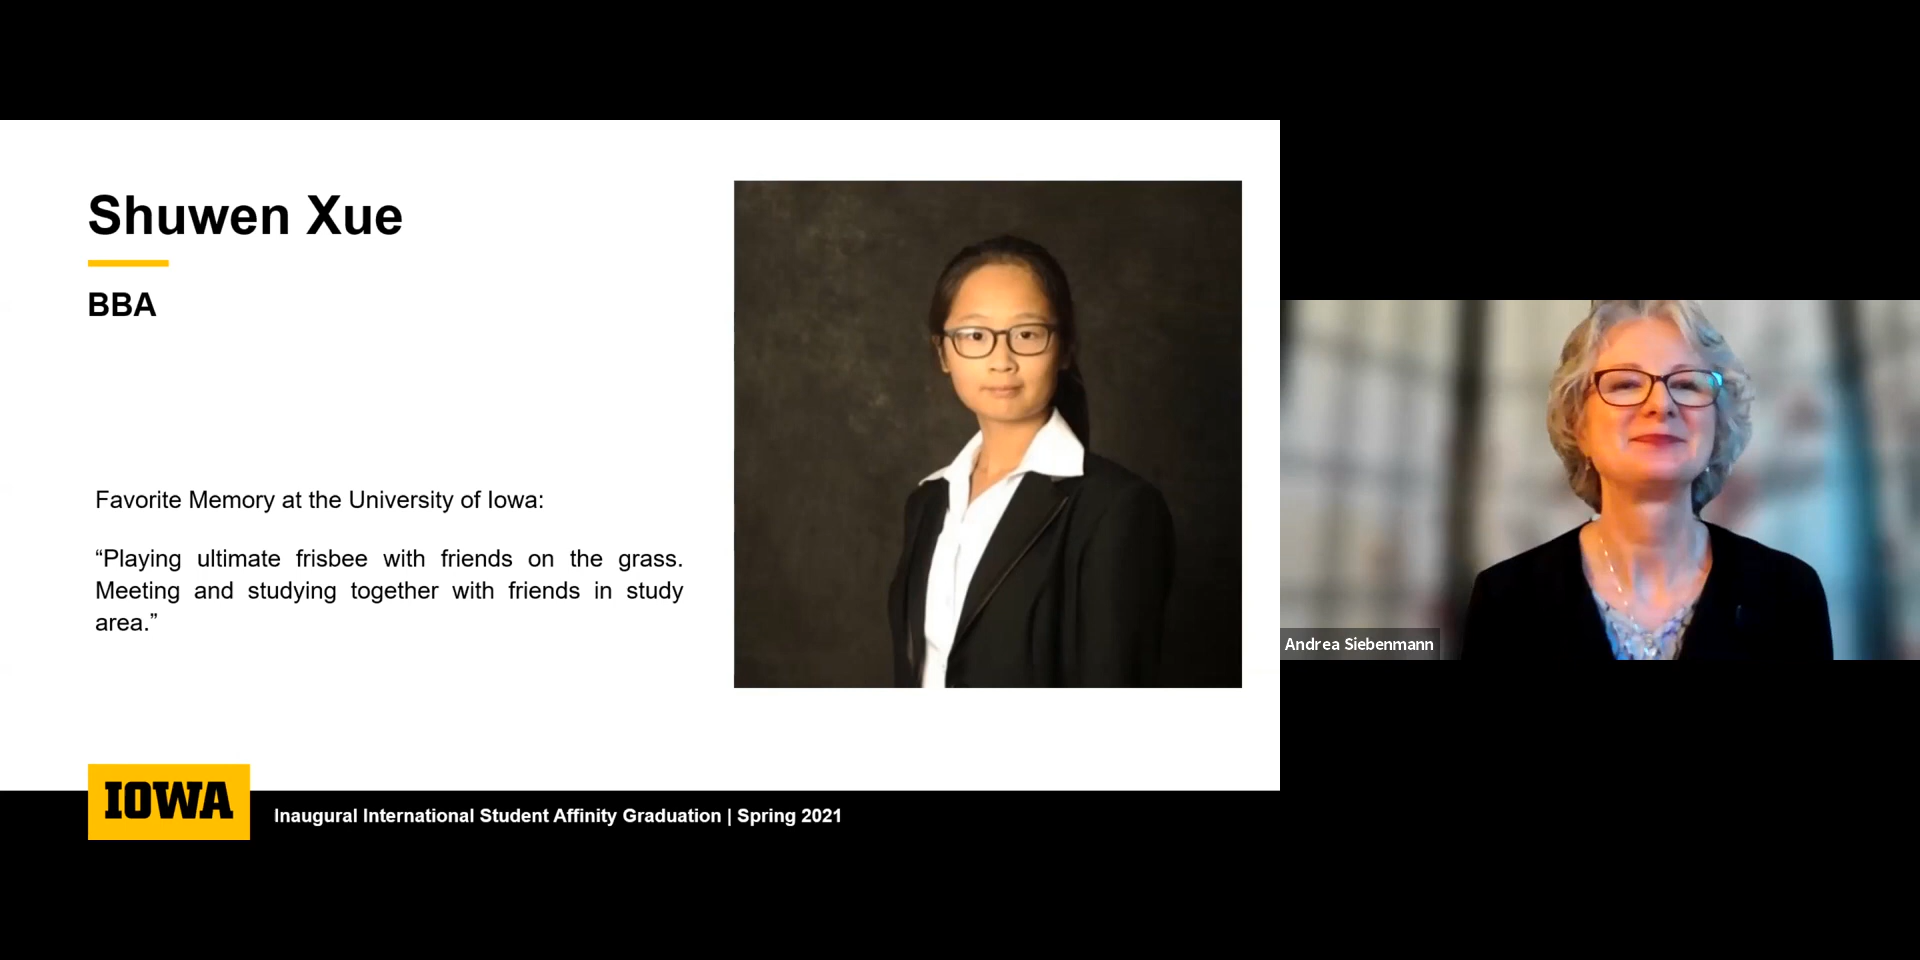 Shuwen Xue
BBA
Favorite Memory at the University of Iowa:
“Playing ultimate frisbee with friends on the grass.
Meeting and studying together with friends in study
area.”
Andrea Siebenmann
IOWA
Inaugural International Student Affinity Graduation | Spring 2021